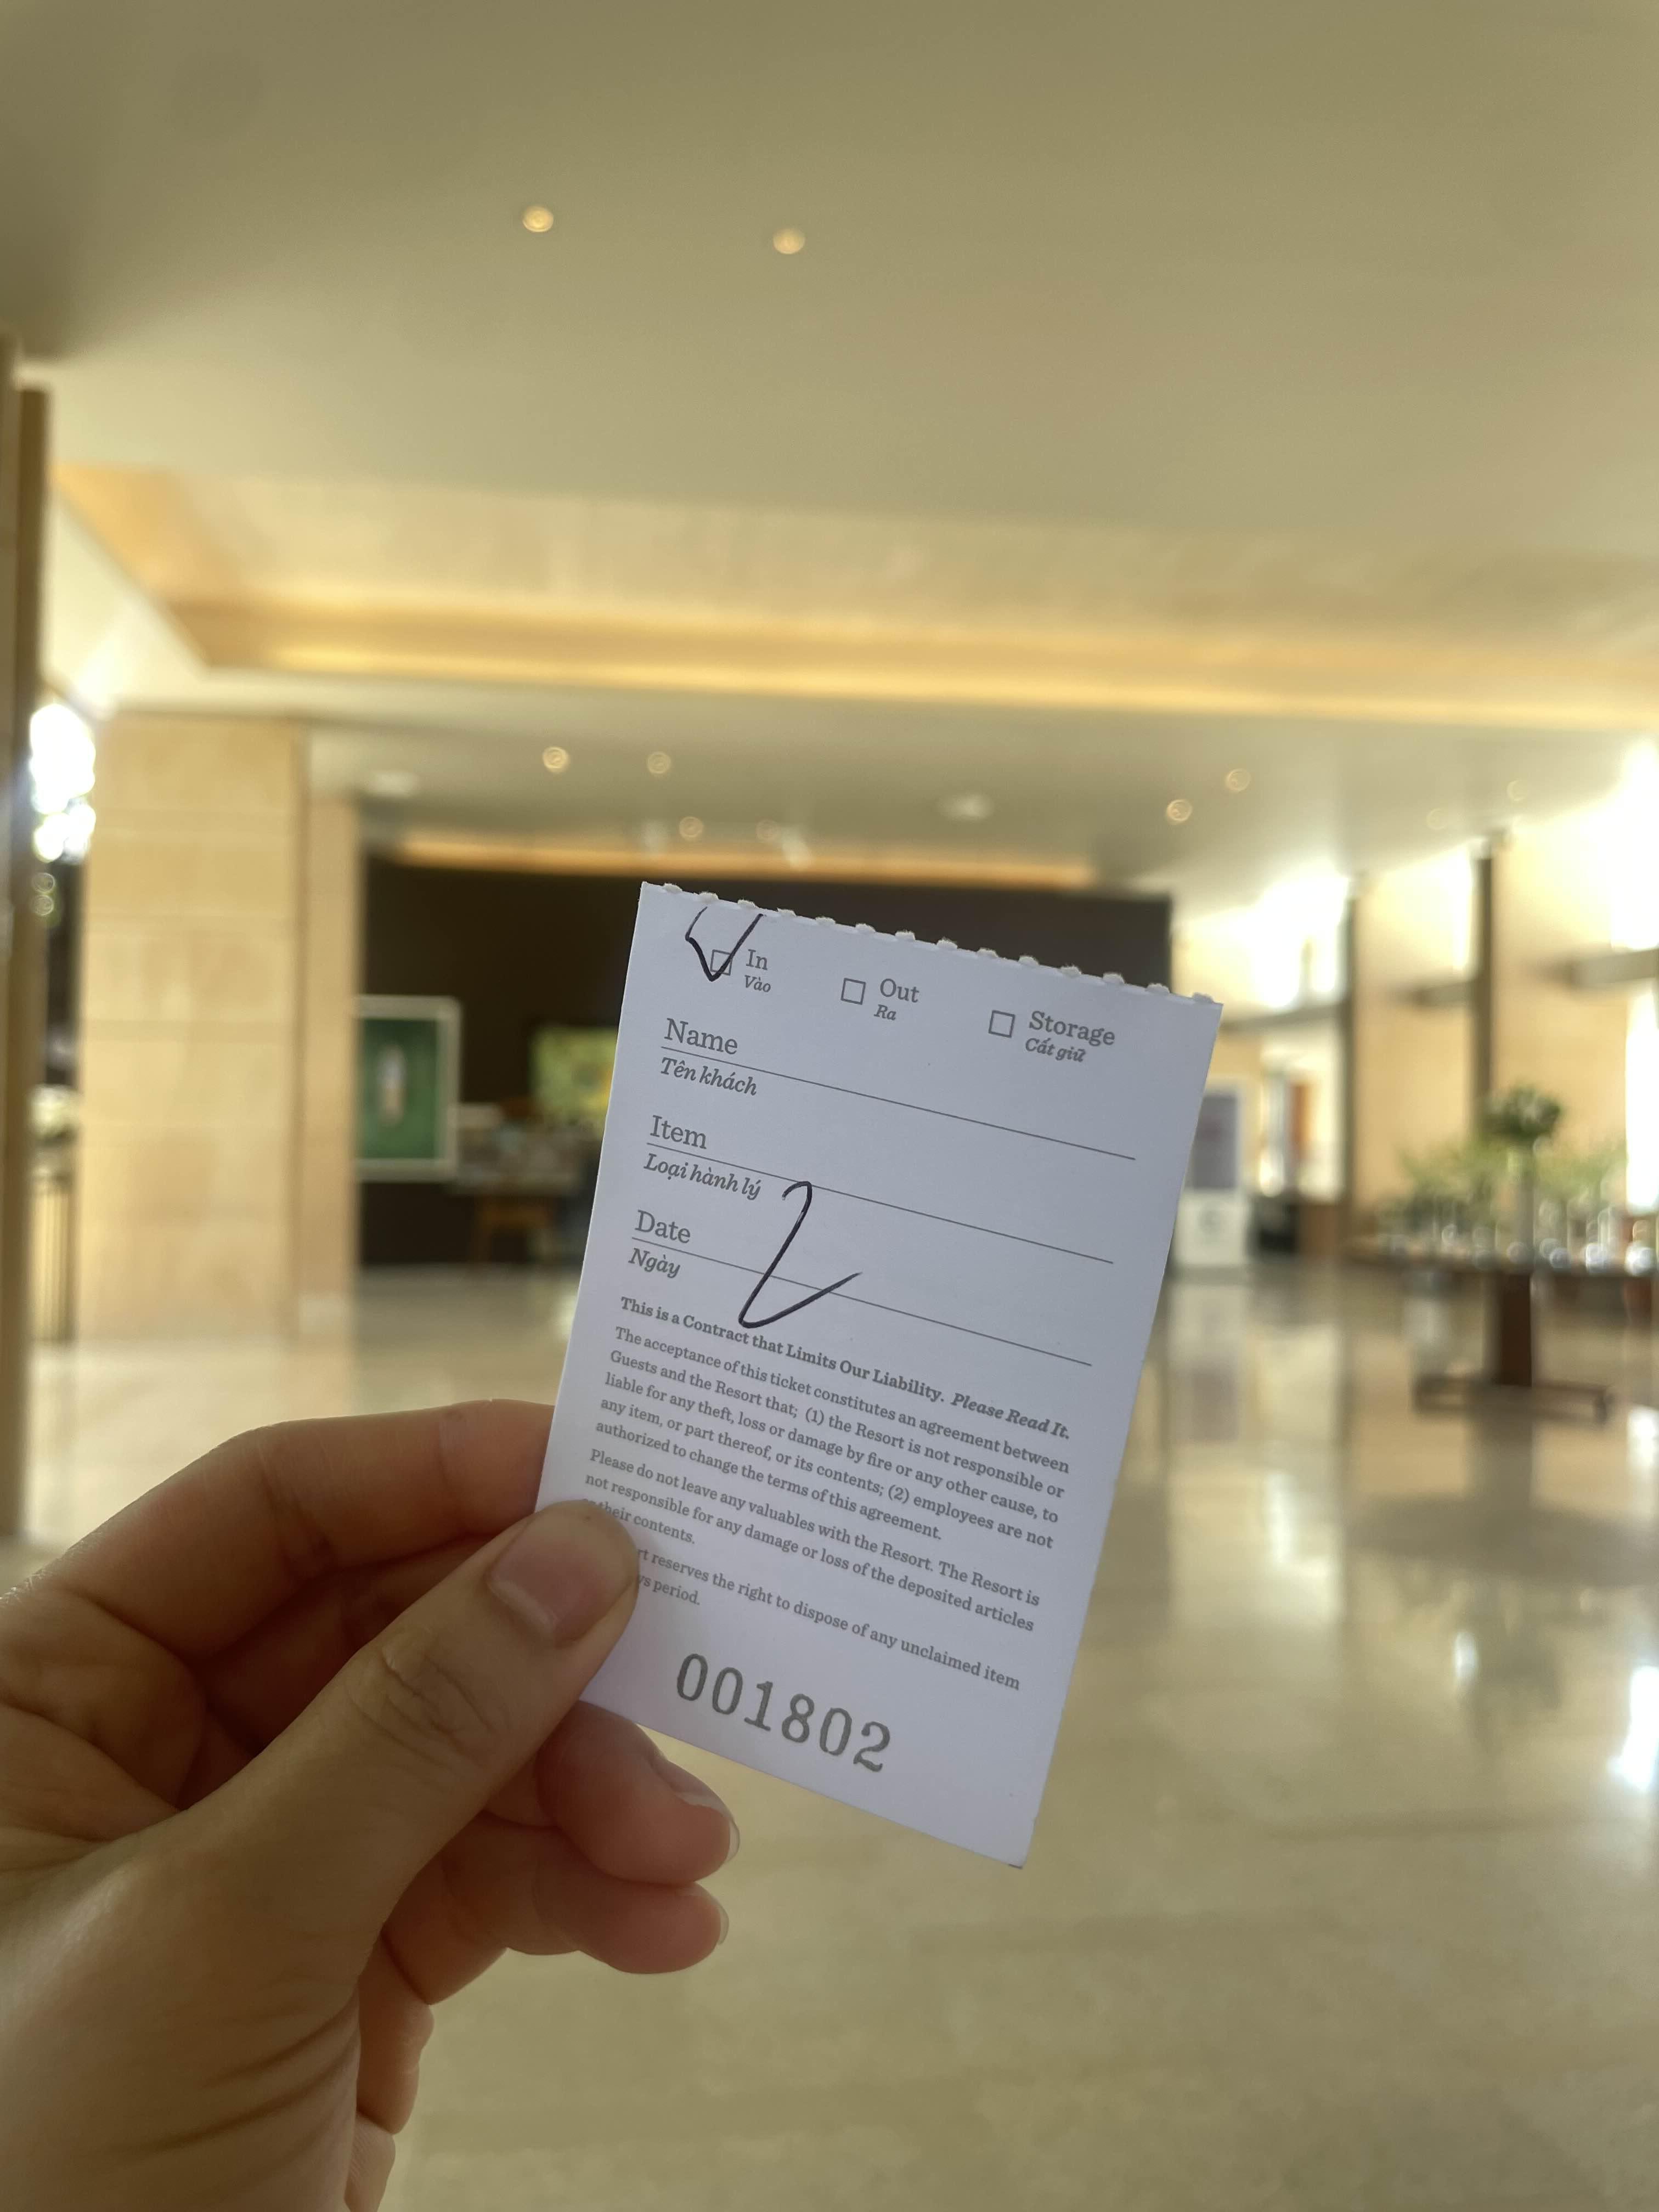 In Out Storage
Vào Ra Cất giữ
Name
Tên khách
Item
Loại hành lý
2
Date
Ngày
This is a Contract that Limits Our Liability. Please Read It.
The acceptance of this ticket constitutes an agreement between
Guests and the Resort that; (1) the Resort is not responsible or
liable for any theft, loss or damage by fire or any other cause, to
any item, or part thereof, or its contents; (2) employees are not
authorized to change the terms of this agreement.
Please do not leave any valuables with the Resort. The Resort is
not responsible for any damage or loss of the deposited articles
their contents.
reserves the right to dispose of any unclaimed item
period.
001802